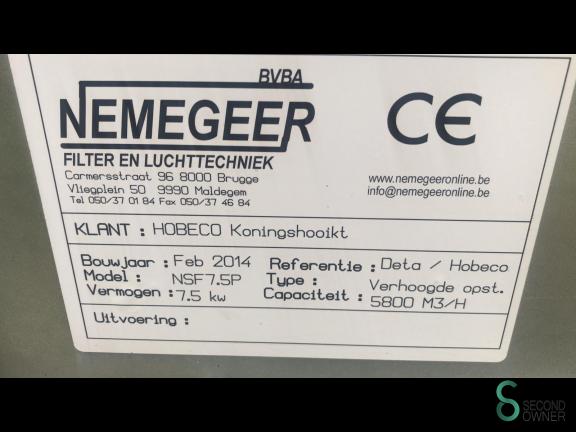 BVBA
NEMEGEER
FILTER EN LUCHTTECHNIEK
Carmersstraat 96 8000 Brugge
Vliegplein 50 9990 Maldegem
Tel 050/37 01 84 Fax 050/37 46 84
CE
www.nemegeeronline.be
info@nemegeeronline.be
KLANT : HOBECO Koningshooikt
Bouwjaar : Feb 2014 Referentie : Deta / Hobeco
Model : NSF7.5P Type : Verhoogde opst.
Vermogen : 7.5 kw Capaciteit : 5800 M3/H
Uitvoering :
SECOND
OWNER